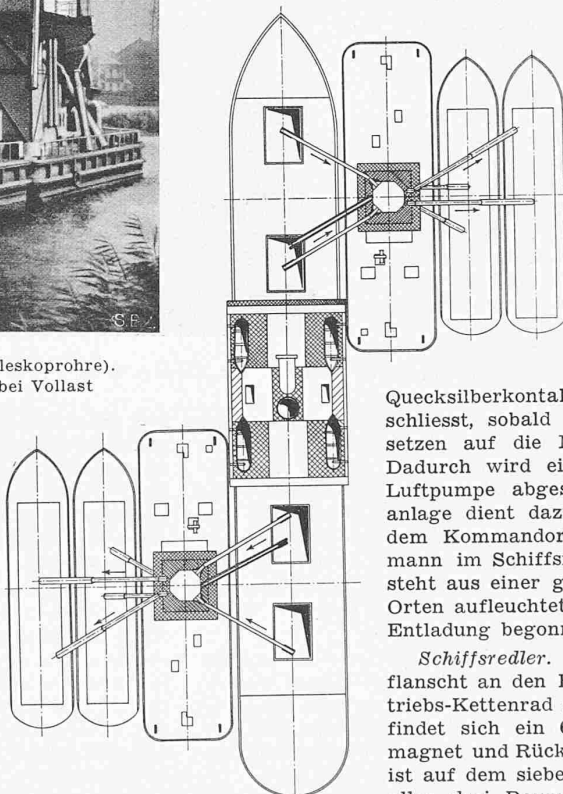 S.B.Z.
leskoprohre).
bei Vollast
Quecksilberkontal
schliesst, sobald
setzen auf die
Dadurch wird ei
Luftpumpe abges
anlage dient daz
dem Kommandor
mann im Schiffs
steht aus einer g
Orten aufleuchtet
Entladung begon
Schiffsredler.
flanscht an den
triebs-Kettenrad
findet sich ein
magnet und Rück
ist auf dem siebe